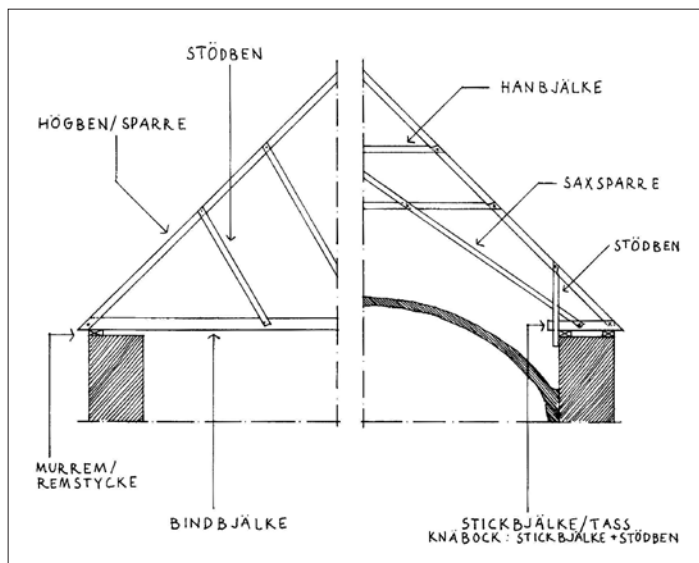 STÖDBEN
HÖGBEN/SPARRE
HANBJÄLKE
SAXSPARRE
STÖDBEN
MURREM/
REMSTYCKE
BINDBJÄLKE
STICKBJÄLKE/TASS
KNÄBOCK: STICKBJÄLKE+STÖDBEN